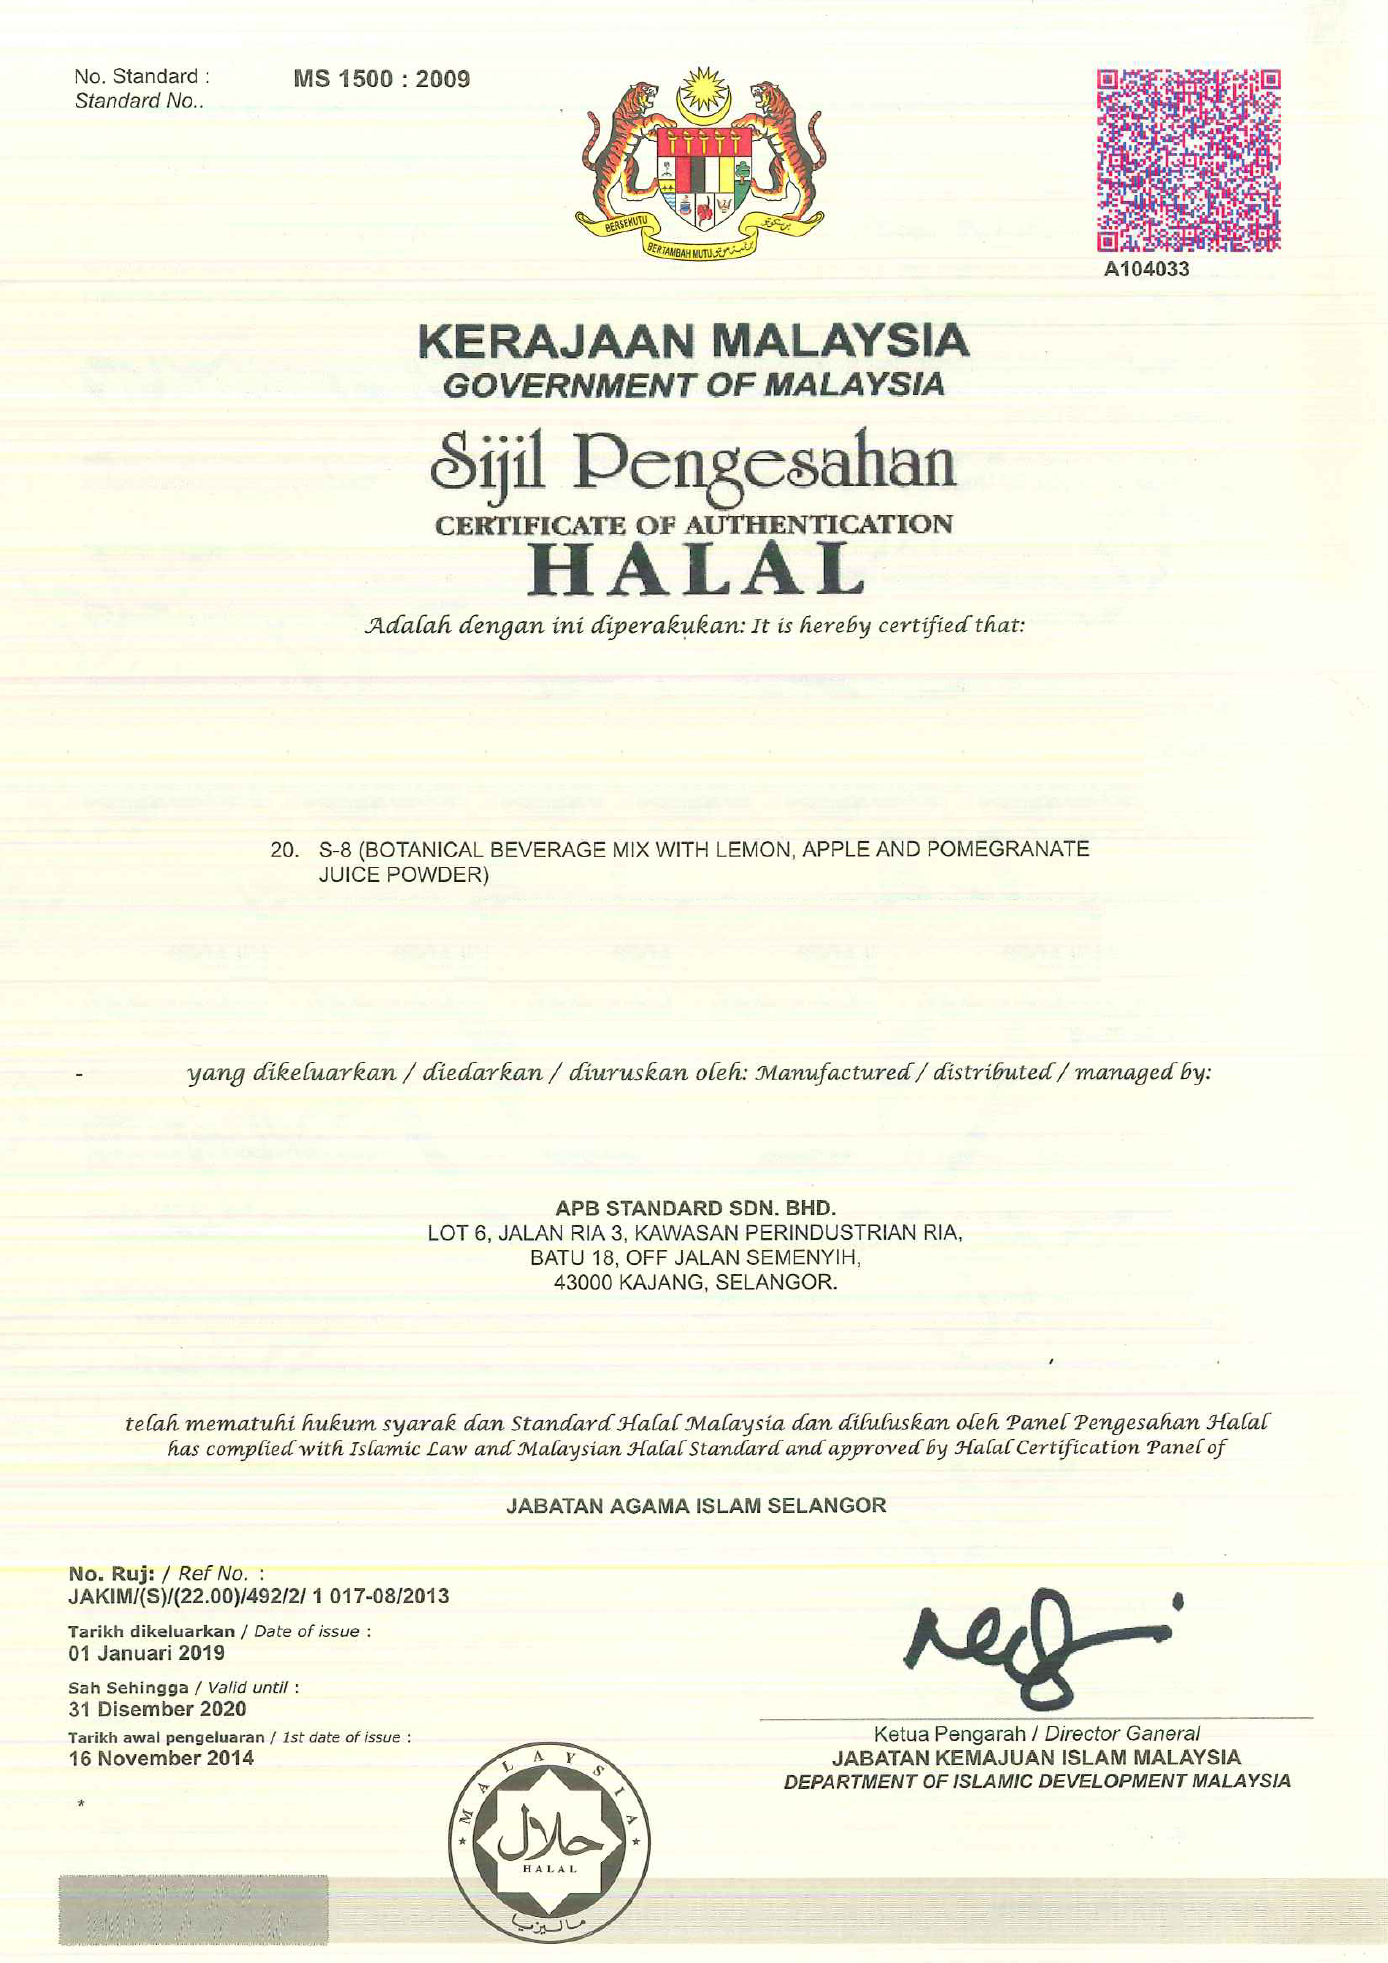 No. Standard :
MS 1500 : 2009
Standard No..
BERSEKUTU
BERTAMBAH MUTU
A104033
KERAJAAN MALAYSIA
GOVERNMENT OF MALAYSIA
Sijil Pengesahan
CERTIFICATE OF AUTHENTICATION
HALAL
Adalah dengan ini diperakukan: It is hereby certified that:
20. S-8 (BOTANICAL BEVERAGE MIX WITH LEMON, APPLE AND POMEGRANATE
JUICE POWDER)
- yang dikeluarkan / diedarkan / diuruskan oleh: Manufactured / distributed / managed by:
APB STANDARD SDN. BHD.
LOT 6, JALAN RIA 3, KAWASAN PERINDUSTRIAN RIA,
BATU 18, OFF JALAN SEMENYIH,
43000 KAJANG, SELANGOR.
telah mematuhi hukum syarak dan Standard Halal Malaysia dan diluluskan oleh Panel Pengesahan Halal
has complied with Islamic Law and Malaysian Halal Standard and approved by Halal Certification Panel of
JABATAN AGAMA ISLAM SELANGOR
No. Ruj: / Ref No. :
JAKIM/(S)/(22.00)/492/2/ 1 017-08/2013
Tarikh dikeluarkan / Date of issue :
01 Januari 2019
Sah Sehingga / Valid until :
31 Disember 2020
Tarikh awal pengeluaran / 1st date of issue :
16 November 2014
*
Ketua Pengarah / Director Ganeral
JABATAN KEMAJUAN ISLAM MALAYSIA
DEPARTMENT OF ISLAMIC DEVELOPMENT MALAYSIA
★ MALAYSIA ★
حلال
HALAL
ماليزيا